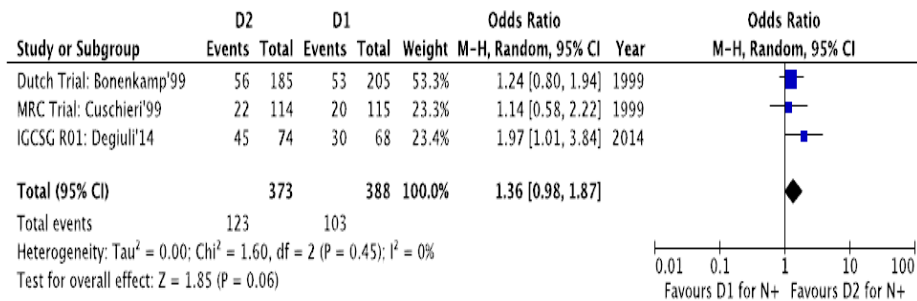 D2 D1 Odds Ratio Odds Ratio
Study or Subgroup Events Total Events Total Weight M-H, Random, 95% CI Year M-H, Random, 95% CI
Dutch Trial: Bonenkamp'99 56 185 53 205 53.3% 1.24 [0.80, 1.94] 1999
MRC Trial: Cuschieri'99 22 114 20 115 23.3% 1.14 [0.58, 2.22] 1999
IGCSG R01: Degiuli'14 45 74 30 68 23.4% 1.97 [1.01, 3.84] 2014
Total (95% CI) 373 388 100.0% 1.36 [0.98, 1.87]
Total events 123 103
Heterogeneity: Tau² = 0.00; Chi² = 1.60, df = 2 (P = 0.45); I² = 0%
Test for overall effect: Z = 1.85 (P = 0.06)
0.01 0.1 1 10 100
Favours D1 for N+ Favours D2 for N+